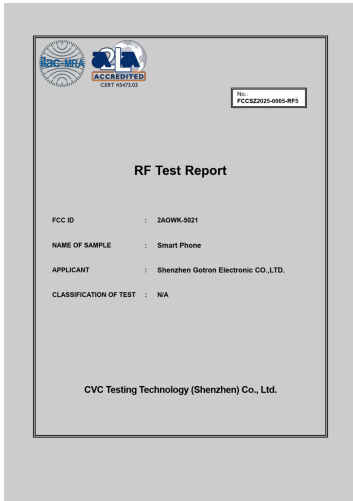 ilac-MRA
A2LA
ACCREDITED
CERT #5473.03
No.:
FCCSZ2025-0005-RF5
RF Test Report
FCC ID : 2AOWK-5021
NAME OF SAMPLE : Smart Phone
APPLICANT : Shenzhen Gotron Electronic CO.,LTD.
CLASSIFICATION OF TEST : N/A
CVC Testing Technology (Shenzhen) Co., Ltd.